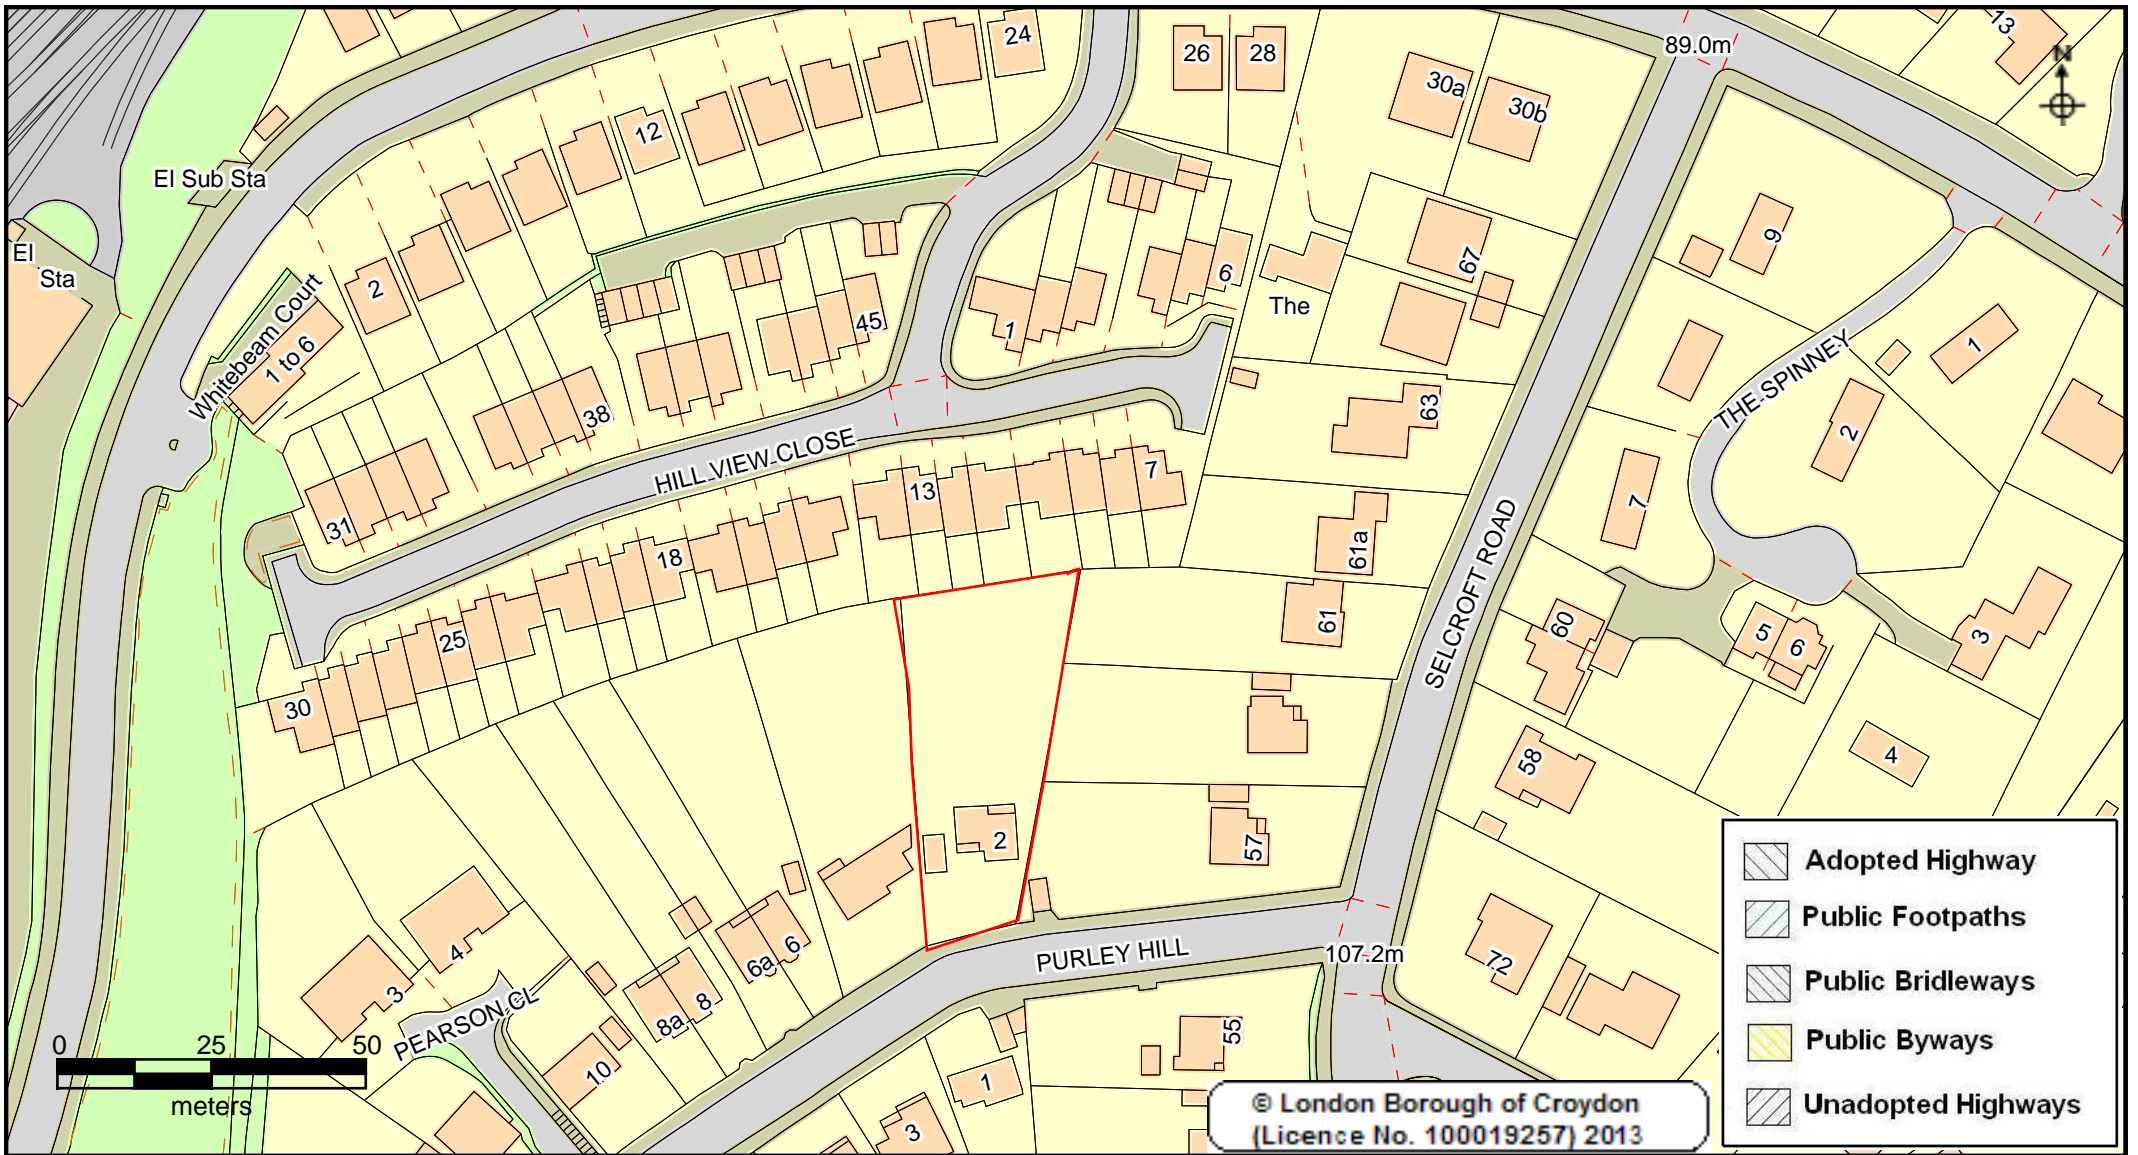 24
26
28
89.0m
13
N
30a
30b
12
El Sub Sta
El
Sta
Whitebeam Court
1 to 6
2
45
1
6
The
67
9
THE SPINNEY
1
2
38
63
31
HILL VIEW CLOSE
13
7
7
18
61a
SELCROFT ROAD
25
61
60
5
6
3
30
58
4
2
57
6a
6
4
3
8a
8
PEARSON CL
10
PURLEY HILL
107.2m
72
55
1
3
0
25
50
meters
Adopted Highway
Public Footpaths
Public Bridleways
Public Byways
Unadopted Highways
© London Borough of Croydon
(Licence No. 100019257) 2013